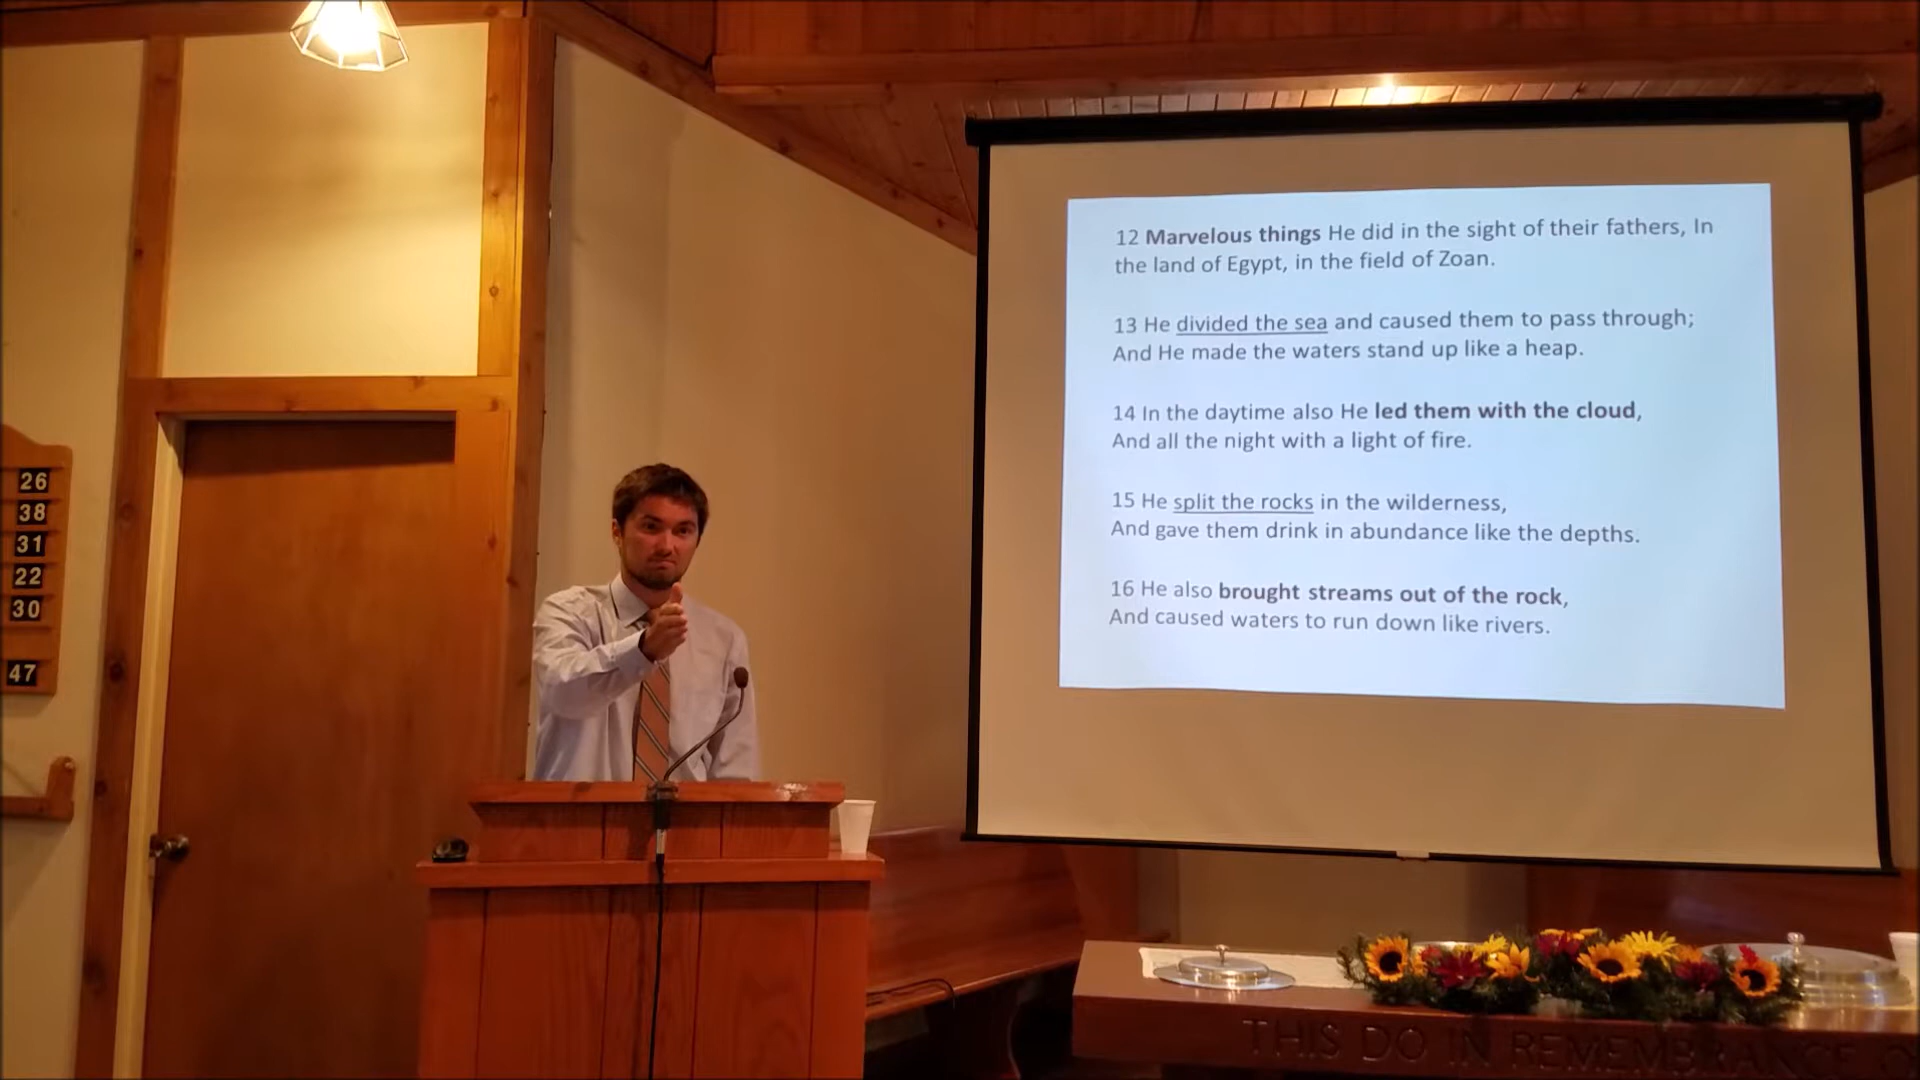 26
38
31
22
30
47
12 Marvelous things He did in the sight of their fathers, In
the land of Egypt, in the field of Zoan.
13 He divided the sea and caused them to pass through;
And He made the waters stand up like a heap.
14 In the daytime also He led them with the cloud,
And all the night with a light of fire.
15 He split the rocks in the wilderness,
And gave them drink in abundance like the depths.
16 He also brought streams out of the rock,
And caused waters to run down like rivers.
THIS DO IN REMEMBRANCE O